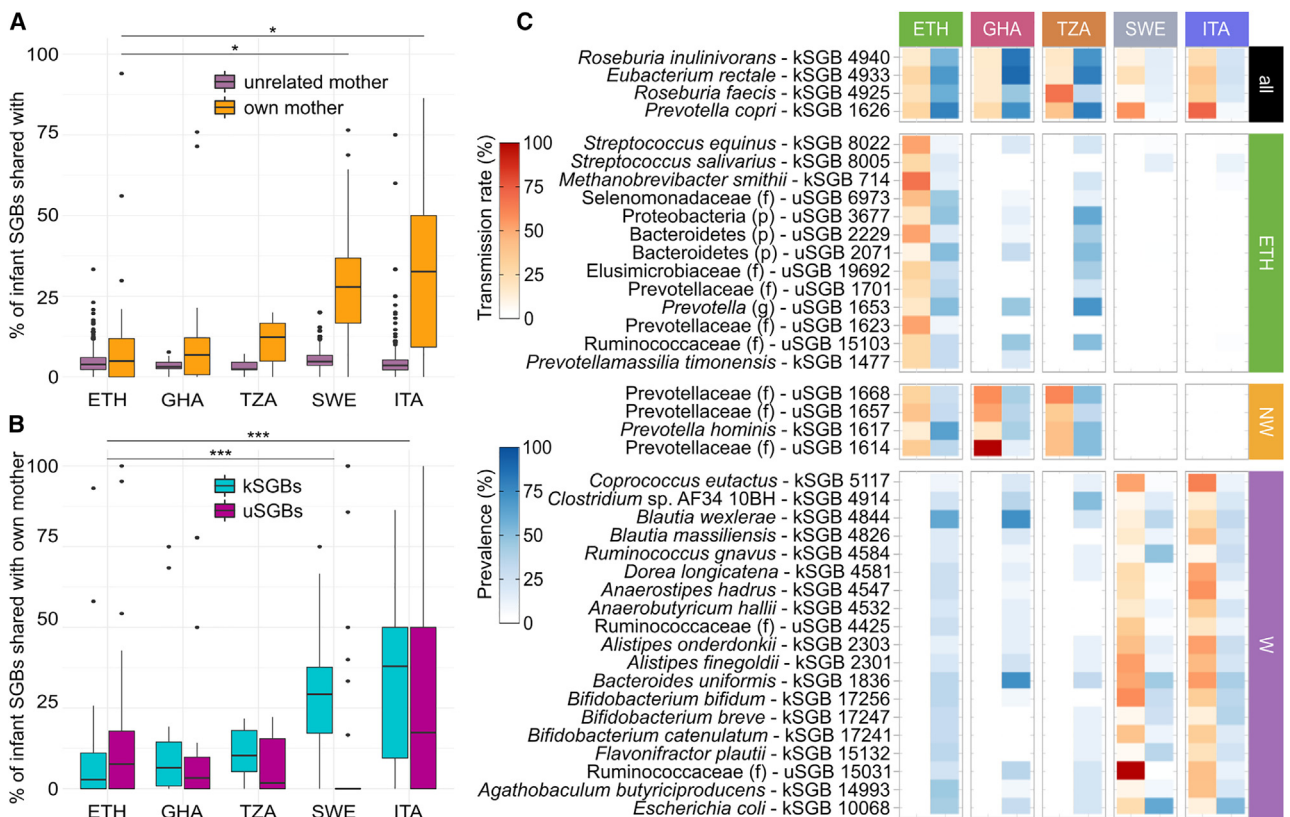 A
*
*
100
75
50
25
0
% of infant SGBs shared with
unrelated mother
own mother
ETH GHA TZA SWE ITA
B
***
***
100
75
50
25
0
% of infant SGBs shared with own mother
kSGBs
uSGBs
ETH GHA TZA SWE ITA
Transmission rate (%)
100
75
50
25
0
Prevalence (%)
100
75
50
25
0
C
ETH GHA TZA SWE ITA
Roseburia inulinivorans - kSGB 4940
Eubacterium rectale - kSGB 4933
Roseburia faecis - kSGB 4925
Prevotella copri - kSGB 1626
all
Streptococcus equinus - kSGB 8022
Streptococcus salivarius - kSGB 8005
Methanobrevibacter smithii - kSGB 714
Selenomonadaceae (f) - uSGB 6973
Proteobacteria (p) - uSGB 3677
Bacteroidetes (p) - uSGB 2229
Bacteroidetes (p) - uSGB 2071
Elusimicrobiaceae (f) - uSGB 19692
Prevotellaceae (f) - uSGB 1701
Prevotella (g) - uSGB 1653
Prevotellaceae (f) - uSGB 1623
Ruminococcaceae (f) - uSGB 15103
Prevotellamassilia timonensis - kSGB 1477
ETH
Prevotellaceae (f) - uSGB 1668
Prevotellaceae (f) - uSGB 1657
Prevotella hominis - kSGB 1617
Prevotellaceae (f) - uSGB 1614
NW
Coprococcus eutactus - kSGB 5117
Clostridium sp. AF34 10BH - kSGB 4914
Blautia wexlerae - kSGB 4844
Blautia massiliensis - kSGB 4826
Ruminococcus gnavus - kSGB 4584
Dorea longicatena - kSGB 4581
Anaerostipes hadrus - kSGB 4547
Anaerobutyricum hallii - kSGB 4532
Ruminococcaceae (f) - uSGB 4425
Alistipes onderdonkii - kSGB 2303
Alistipes finegoldii - kSGB 2301
Bacteroides uniformis - kSGB 1836
Bifidobacterium bifidum - kSGB 17256
Bifidobacterium breve - kSGB 17247
Bifidobacterium catenulatum - kSGB 17241
Flavonifractor plautii - kSGB 15132
Ruminococcaceae (f) - uSGB 15031
Agathobaculum butyriciproducens - kSGB 14993
Escherichia coli - kSGB 10068
W